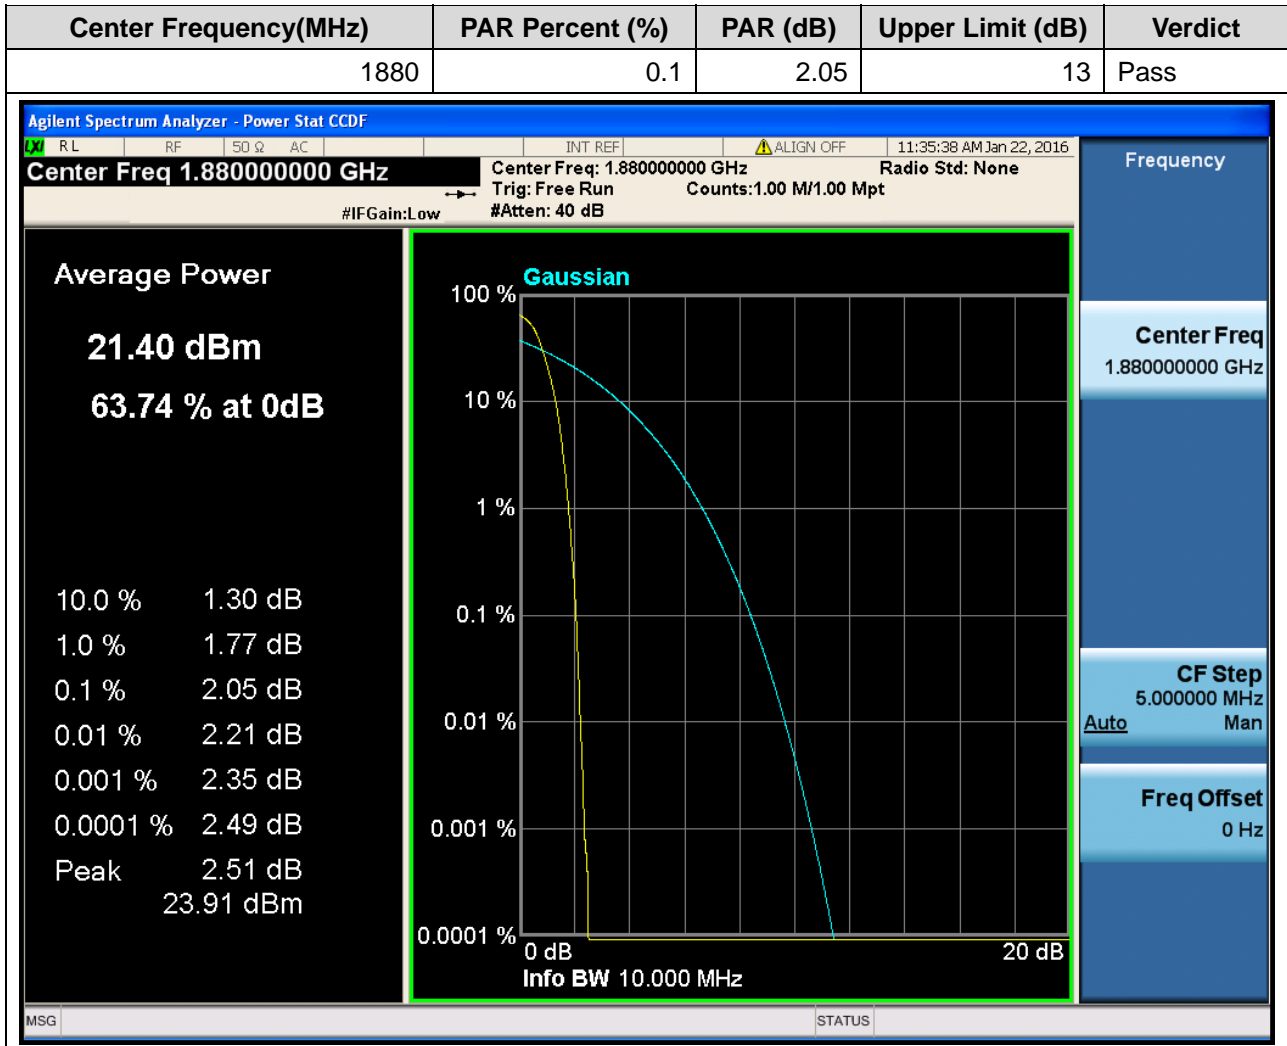 Center Frequency(MHz) PAR Percent (%) PAR (dB) Upper Limit (dB) Verdict
1880 0.1 2.05 13 Pass
Agilent Spectrum Analyzer - Power Stat CCDF
LXI RL RF 50 Ω AC INT REF ALIGN OFF 11:35:38 AM Jan 22, 2016
Center Freq 1.880000000 GHz
Center Freq: 1.880000000 GHz Radio Std: None
Trig: Free Run Counts:1.00 M/1.00 Mpt
#IFGain:Low #Atten: 40 dB
Average Power
21.40 dBm
63.74 % at 0dB
10.0 % 1.30 dB
1.0 % 1.77 dB
0.1 % 2.05 dB
0.01 % 2.21 dB
0.001 % 2.35 dB
0.0001 % 2.49 dB
Peak 2.51 dB
23.91 dBm
Gaussian
100 %
10 %
1 %
0.1 %
0.01 %
0.001 %
0.0001 %
0 dB 20 dB
Info BW 10.000 MHz
Frequency
Center Freq
1.880000000 GHz
CF Step
5.000000 MHz
Auto Man
Freq Offset
0 Hz
MSG STATUS